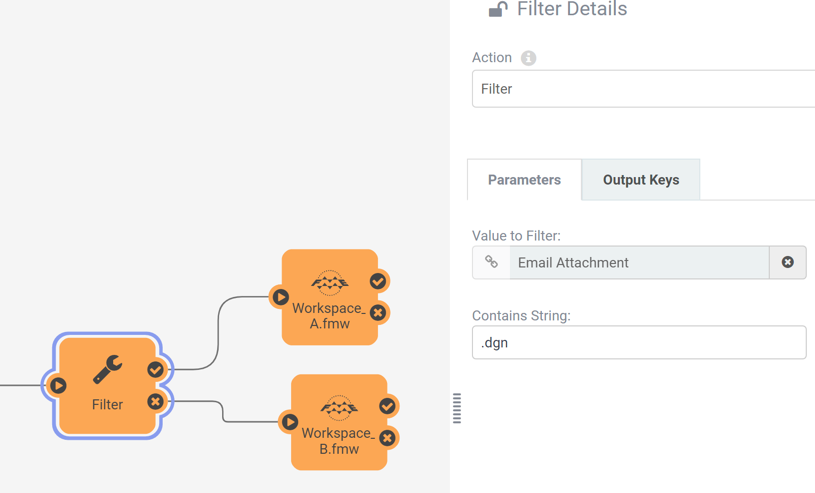 Filter Details
Action
Filter
Parameters
Output Keys
Value to Filter:
Email Attachment
Contains String:
.dgn
Workspace_
A.fmw
Filter
Workspace_
B.fmw